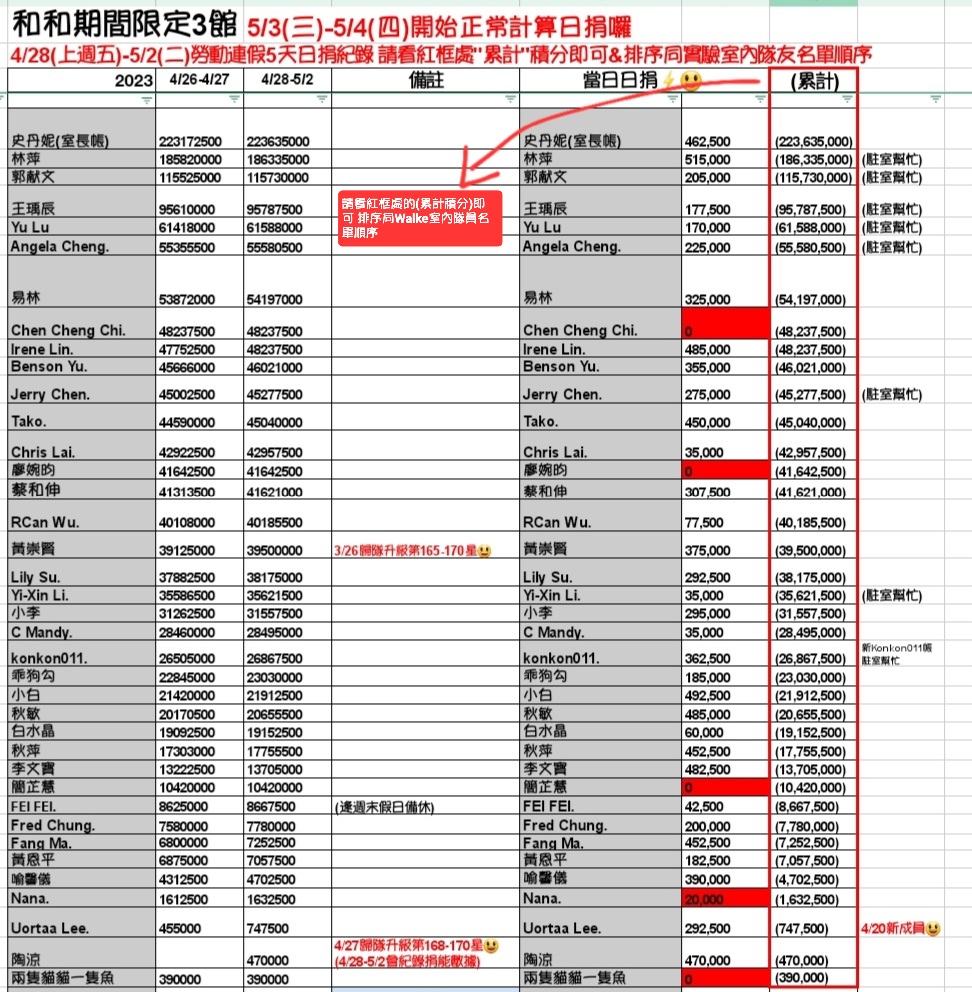 和和期間限定3館 5/3(三)-5/4(四)開始正常計算日捐囉
4/28(上週五)-5/2(二)勞動連假5天日捐紀錄 請看紅框處"累計"積分即可&排序同實驗室內隊友名單順序
2023 4/26-4/27 4/28-5/2 備註 當日日捐⚡😃 (累計)
史丹妮(室長帳) 223172500 223635000 史丹妮(室長帳) 462,500 (223,635,000)
林萍 185820000 186335000 林萍 515,000 (186,335,000) (駐室幫忙)
郭献文 115525000 115730000 郭献文 205,000 (115,730,000) (駐室幫忙)
請看紅框處的(累計積分)即
可 排序同Walke室內隊員名
單順序
王瑀辰 95610000 95787500 王瑀辰 177,500 (95,787,500) (駐室幫忙)
Yu Lu 61418000 61588000 Yu Lu 170,000 (61,588,000) (駐室幫忙)
Angela Cheng. 55355500 55580500 Angela Cheng. 225,000 (55,580,500) (駐室幫忙)
易林 53872000 54197000 易林 325,000 (54,197,000)
Chen Cheng Chi. 48237500 48237500 Chen Cheng Chi. 0 (48,237,500)
Irene Lin. 47752500 48237500 Irene Lin. 485,000 (48,237,500)
Benson Yu. 45666000 46021000 Benson Yu. 355,000 (46,021,000)
Jerry Chen. 45002500 45277500 Jerry Chen. 275,000 (45,277,500) (駐室幫忙)
Tako. 44590000 45040000 Tako. 450,000 (45,040,000)
Chris Lai. 42922500 42957500 Chris Lai. 35,000 (42,957,500)
廖婉昀 41642500 41642500 廖婉昀 0 (41,642,500)
蔡和伸 41313500 41621000 蔡和伸 307,500 (41,621,000)
RCan Wu. 40108000 40185500 RCan Wu. 77,500 (40,185,500)
黃崇賢 39125000 39500000 3/26歸隊升級第165-170星😃 黃崇賢 375,000 (39,500,000)
Lily Su. 37882500 38175000 Lily Su. 292,500 (38,175,000)
Yi-Xin Li. 35586500 35621500 Yi-Xin Li. 35,000 (35,621,500) (駐室幫忙)
小李 31262500 31557500 小李 295,000 (31,557,500)
C Mandy. 28460000 28495000 C Mandy. 35,000 (28,495,000)
新Konkon011帳
konkon011. 26505000 26867500 konkon011. 362,500 (26,867,500) 駐室幫忙
乖狗勾 22845000 23030000 乖狗勾 185,000 (23,030,000)
小白 21420000 21912500 小白 492,500 (21,912,500)
秋敏 20170500 20655500 秋敏 485,000 (20,655,500)
白水晶 19092500 19152500 白水晶 60,000 (19,152,500)
秋萍 17303000 17755500 秋萍 452,500 (17,755,500)
李文寶 13222500 13705000 李文寶 482,500 (13,705,000)
簡芷慧 10420000 10420000 簡芷慧 0 (10,420,000)
FEI FEI. 8625000 8667500 (逢週末假日備休) FEI FEI. 42,500 (8,667,500)
Fred Chung. 7580000 7780000 Fred Chung. 200,000 (7,780,000)
Fang Ma. 6800000 7252500 Fang Ma. 452,500 (7,252,500)
黃恩平 6875000 7057500 黃恩平 182,500 (7,057,500)
喻馨儀 4312500 4702500 喻馨儀 390,000 (4,702,500)
Nana. 1612500 1632500 Nana. 20,000 (1,632,500)
Uortaa Lee. 455000 747500 Uortaa Lee. 292,500 (747,500) 4/20新成員😃
4/27歸隊升級第168-170星😃
陶涼 470000 (4/28-5/2會紀錄捐能數據) 陶涼 470,000 (470,000)
兩隻貓貓一隻魚 390000 390000 兩隻貓貓一隻魚 0 (390,000)